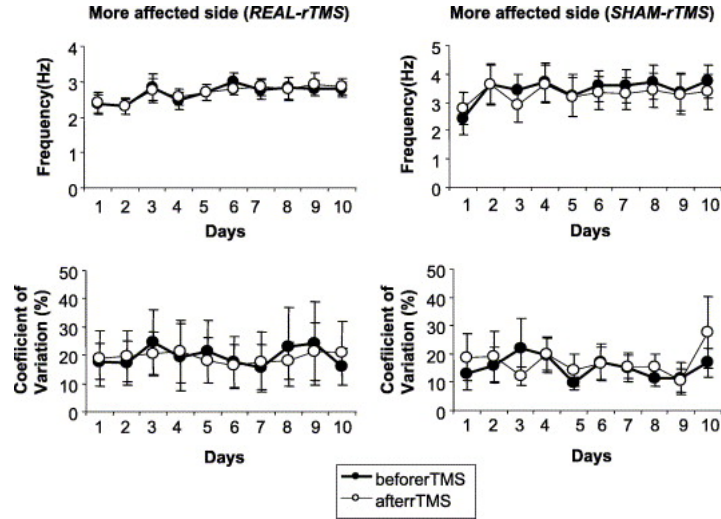 More affected side (REAL-rTMS)
More affected side (SHAM-rTMS)
Frequency(Hz)
4
3
2
1
0
1 2 3 4 5 6 7 8 9 10
Days
Frequency(Hz)
5
4
3
2
1
0
1 2 3 4 5 6 7 8 9 10
Days
Coefiicient of
Variation (%)
50
40
30
20
10
0
1 2 3 4 5 6 7 8 9 10
Days
Coefiicient of
Variation (%)
50
40
30
20
10
0
1 2 3 4 5 6 7 8 9 10
Days
beforerTMS
afterrTMS